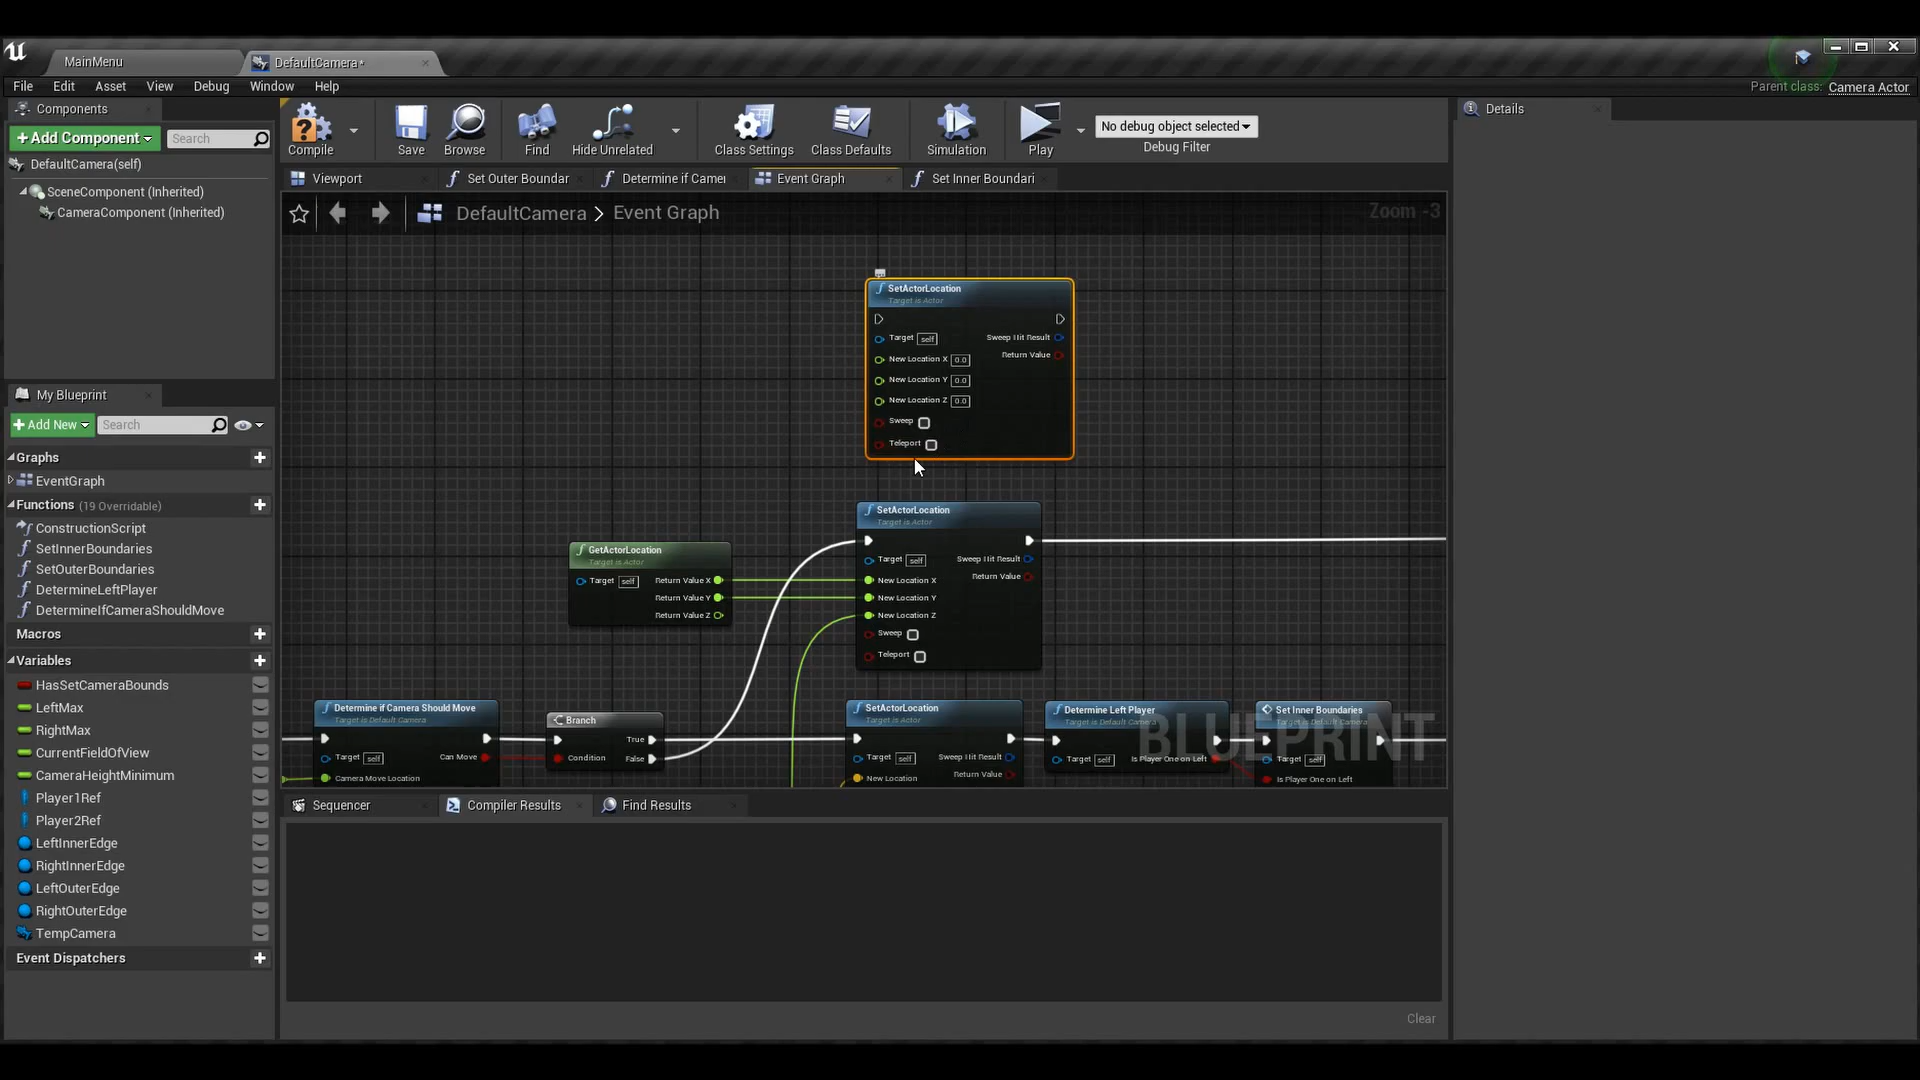 MainMenu
DefaultCamera*
File Edit Asset View Debug Window Help
Parent class: Camera Actor
Components
+ Add Component
Search
DefaultCamera(self)
SceneComponent (Inherited)
CameraComponent (Inherited)
Compile
Save
Browse
Find
Hide Unrelated
Class Settings
Class Defaults
Simulation
Play
No debug object selected
Debug Filter
Details
Viewport
Set Outer Boundar
Determine if Camer
Event Graph
Set Inner Boundari
DefaultCamera > Event Graph
Zoom -3
SetActorLocation
Target is Actor
Target self
Sweep Hit Result
New Location X 0.0
Return Value
New Location Y 0.0
New Location Z 0.0
Sweep
Teleport
SetActorLocation
Target is Actor
Target self
Sweep Hit Result
Return Value
New Location X
New Location Y
New Location Z
Sweep
Teleport
GetActorLocation
Target is Actor
Target self
Return Value X
Return Value Y
Return Value Z
Determine if Camera Should Move
Target is Default Camera
Target self
Can Move
Camera Move Location
Branch
True
Condition
False
SetActorLocation
Target is Actor
Target self
Sweep Hit Result
New Location
Return Value
Determine Left Player
Target is Default Camera
Target self
Is Player One on Left
Set Inner Boundaries
Target is Default Camera
Target self
Is Player One on Left
BLUEPRINT
My Blueprint
+ Add New
Search
Graphs
EventGraph
Functions (19 Overridable)
ConstructionScript
SetInnerBoundaries
SetOuterBoundaries
DetermineLeftPlayer
DetermineIfCameraShouldMove
Macros
Variables
HasSetCameraBounds
LeftMax
RightMax
CurrentFieldOfView
CameraHeightMinimum
Player1Ref
Player2Ref
LeftInnerEdge
RightInnerEdge
LeftOuterEdge
RightOuterEdge
TempCamera
Event Dispatchers
Sequencer
Compiler Results
Find Results
Clear